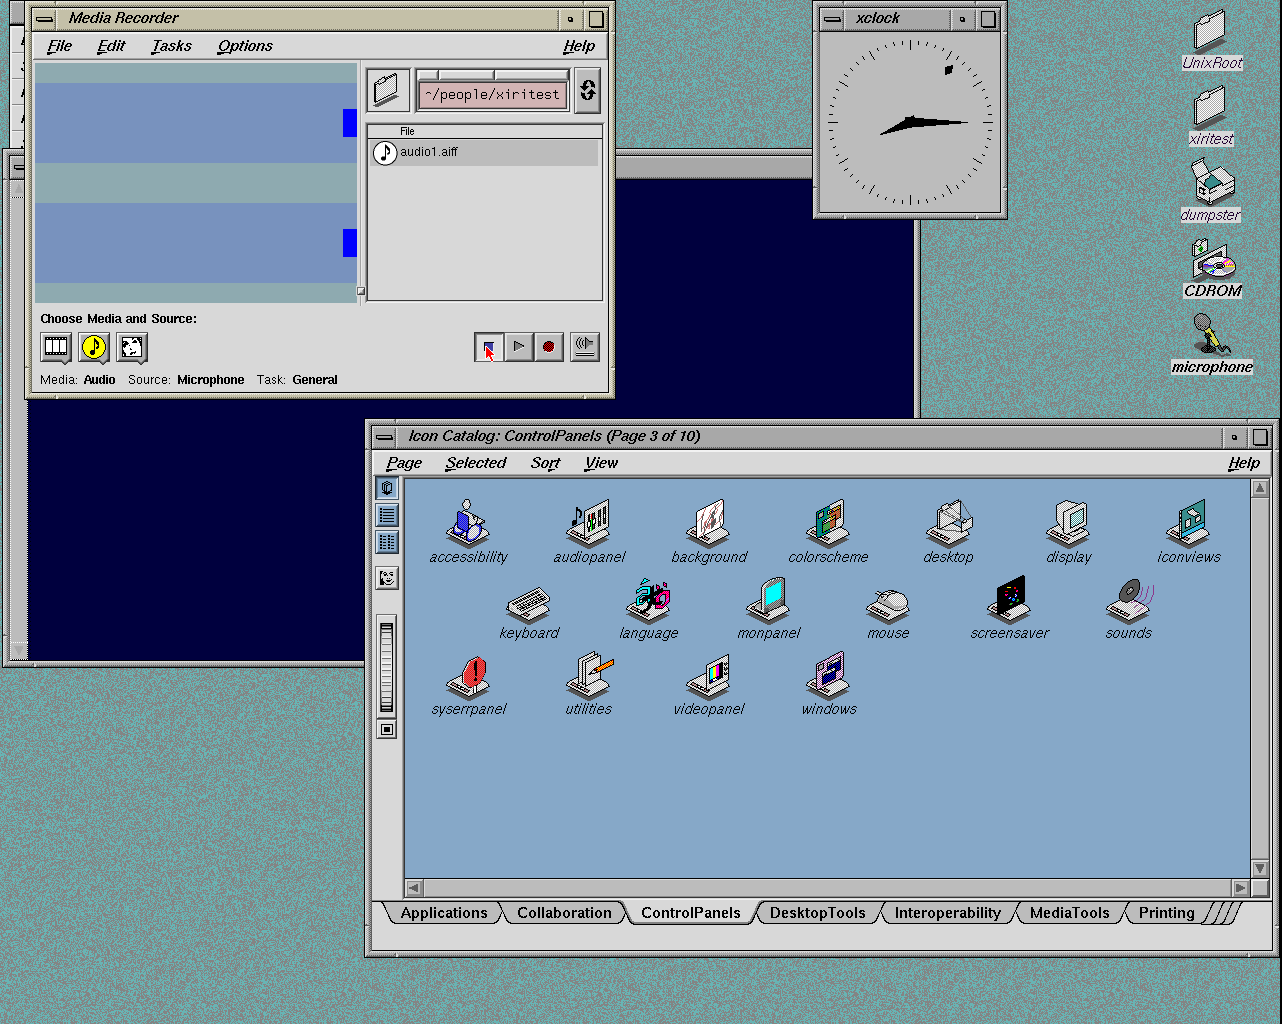 Media Recorder
File Edit Tasks Options Help
~/people/xiritest
File
audio1.aiff
Choose Media and Source:
Media: Audio Source: Microphone Task: General
xclock
UnixRoot
xiritest
dumpster
CDROM
microphone
Icon Catalog: ControlPanels (Page 3 of 10)
Page Selected Sort View Help
accessibility audiopanel background colorscheme desktop display iconviews
keyboard language monpanel mouse screensaver sounds
syserrpanel utilities videopanel windows
Applications Collaboration ControlPanels DesktopTools Interoperability MediaTools Printing